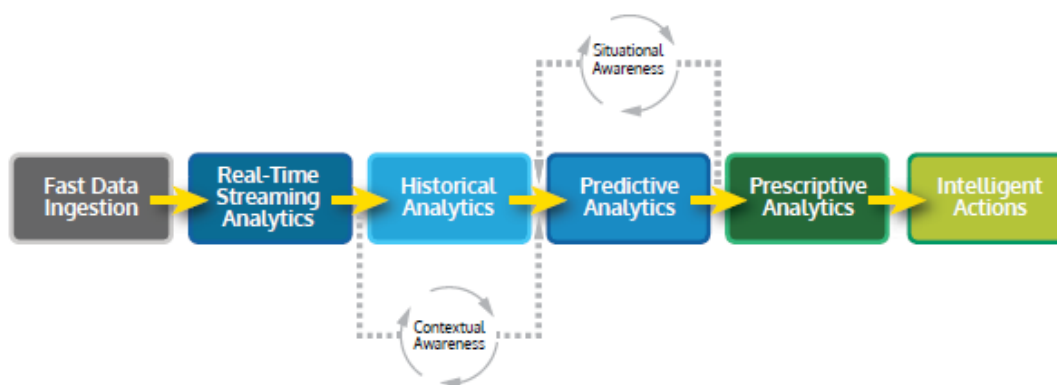 Situational
Awareness
Fast Data
Ingestion
Real-Time
Streaming
Analytics
Historical
Analytics
Predictive
Analytics
Prescriptive
Analytics
Intelligent
Actions
Contextual
Awareness